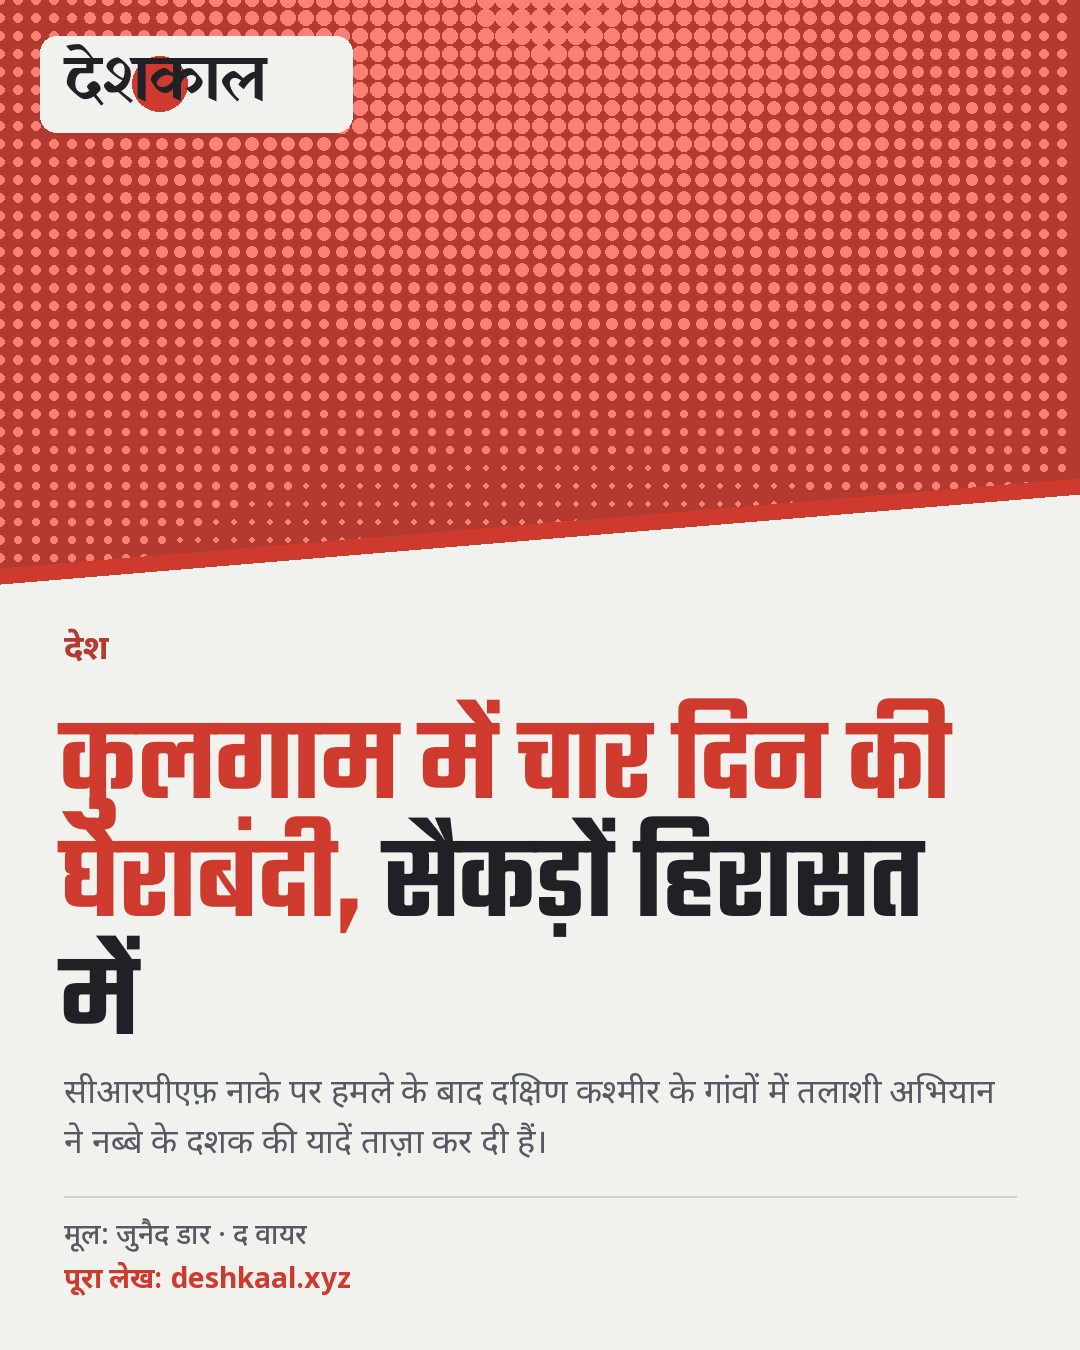 देशकाल
देश
कुलगाम में चार दिन की
घेराबंदी, सैकड़ों हिरासत
में
सीआरपीएफ़ नाके पर हमले के बाद दक्षिण कश्मीर के गांवों में तलाशी अभियान
ने नब्बे के दशक की यादें ताज़ा कर दी हैं।
मूल: जुनैद डार · द वायर
पूरा लेख: deshkaal.xyz